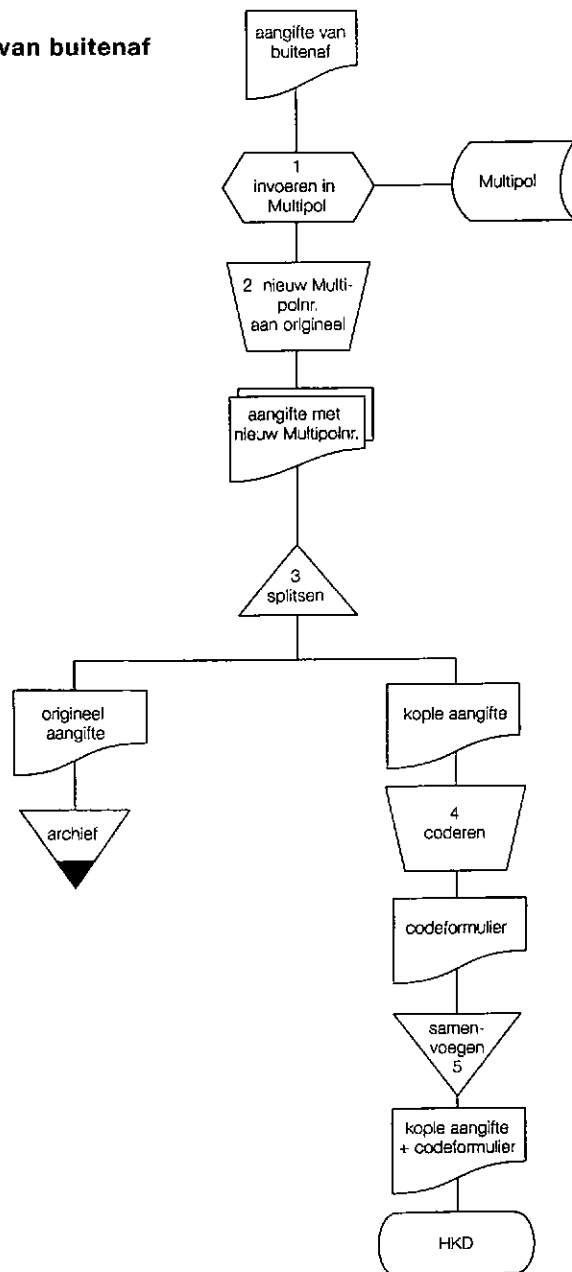 van buitenaf
aangifte van
buitenaf
1
invoeren in
Multipol
Multipol
2 nieuw Multi-
polnr.
aan origineel
aangifte met
nieuw Multipolnr.
3
splitsen
origineel
aangifte
kopie aangifte
archief
4
coderen
codeformulier
samen-
voegen
5
kopie aangifte
+ codeformulier
HKD